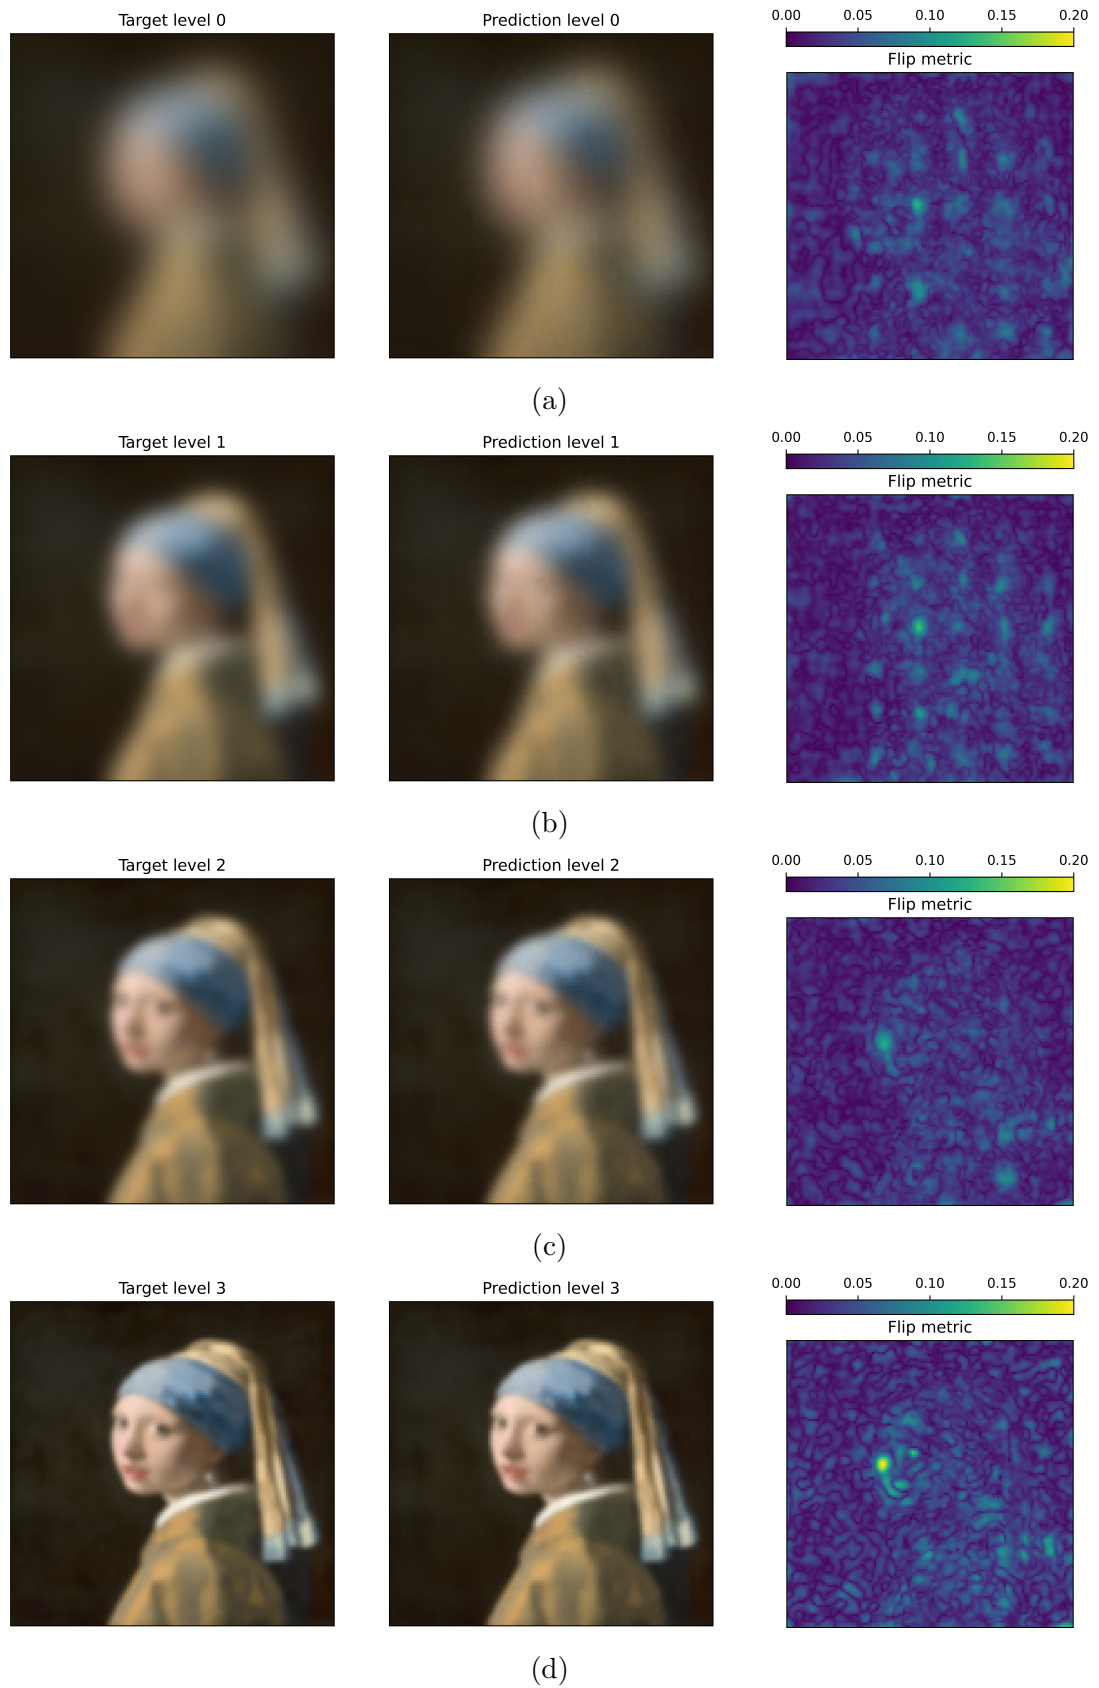 Target level 0
Prediction level 0
0.00 0.05 0.10 0.15 0.20
Flip metric
(a)
Target level 1
Prediction level 1
0.00 0.05 0.10 0.15 0.20
Flip metric
(b)
Target level 2
Prediction level 2
0.00 0.05 0.10 0.15 0.20
Flip metric
(c)
Target level 3
Prediction level 3
0.00 0.05 0.10 0.15 0.20
Flip metric
(d)